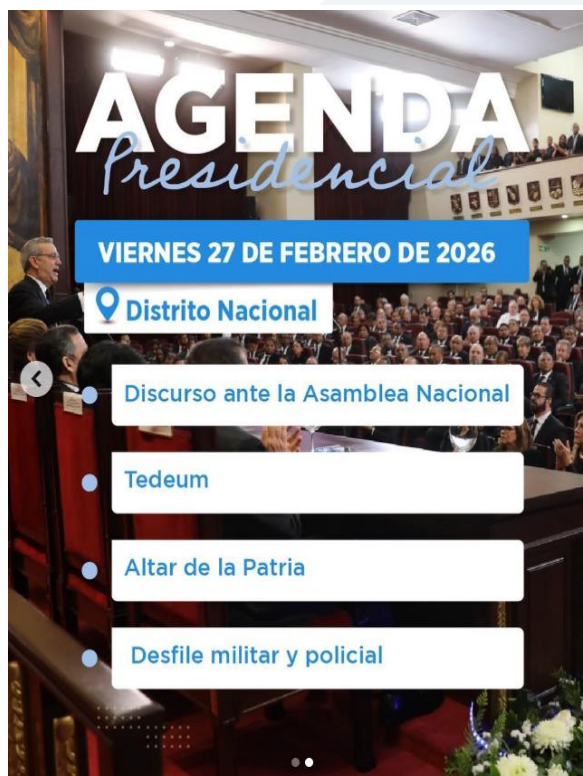 AGENDA
Presidencial
VIERNES 27 DE FEBRERO DE 2026
Distrito Nacional
Discurso ante la Asamblea Nacional
Tedeum
Altar de la Patria
Desfile militar y policial